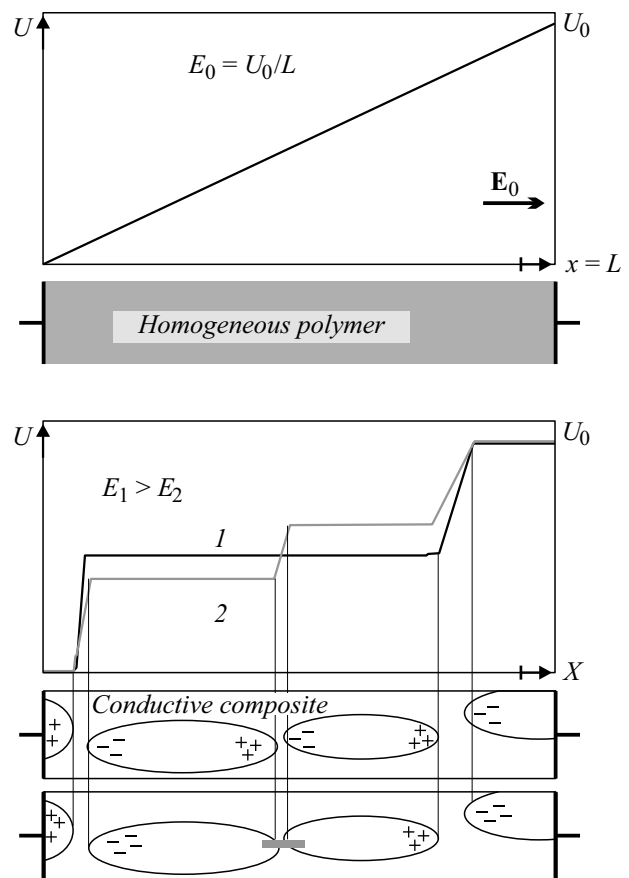 U
U₀
E₀ = U₀/L
E₀
x = L
Homogeneous polymer
U
U₀
E₁ > E₂
1
2
X
Conductive composite
+ + + − − − + + + − − − + + + − − − −
+ + + + − − − − + + + + − − − −